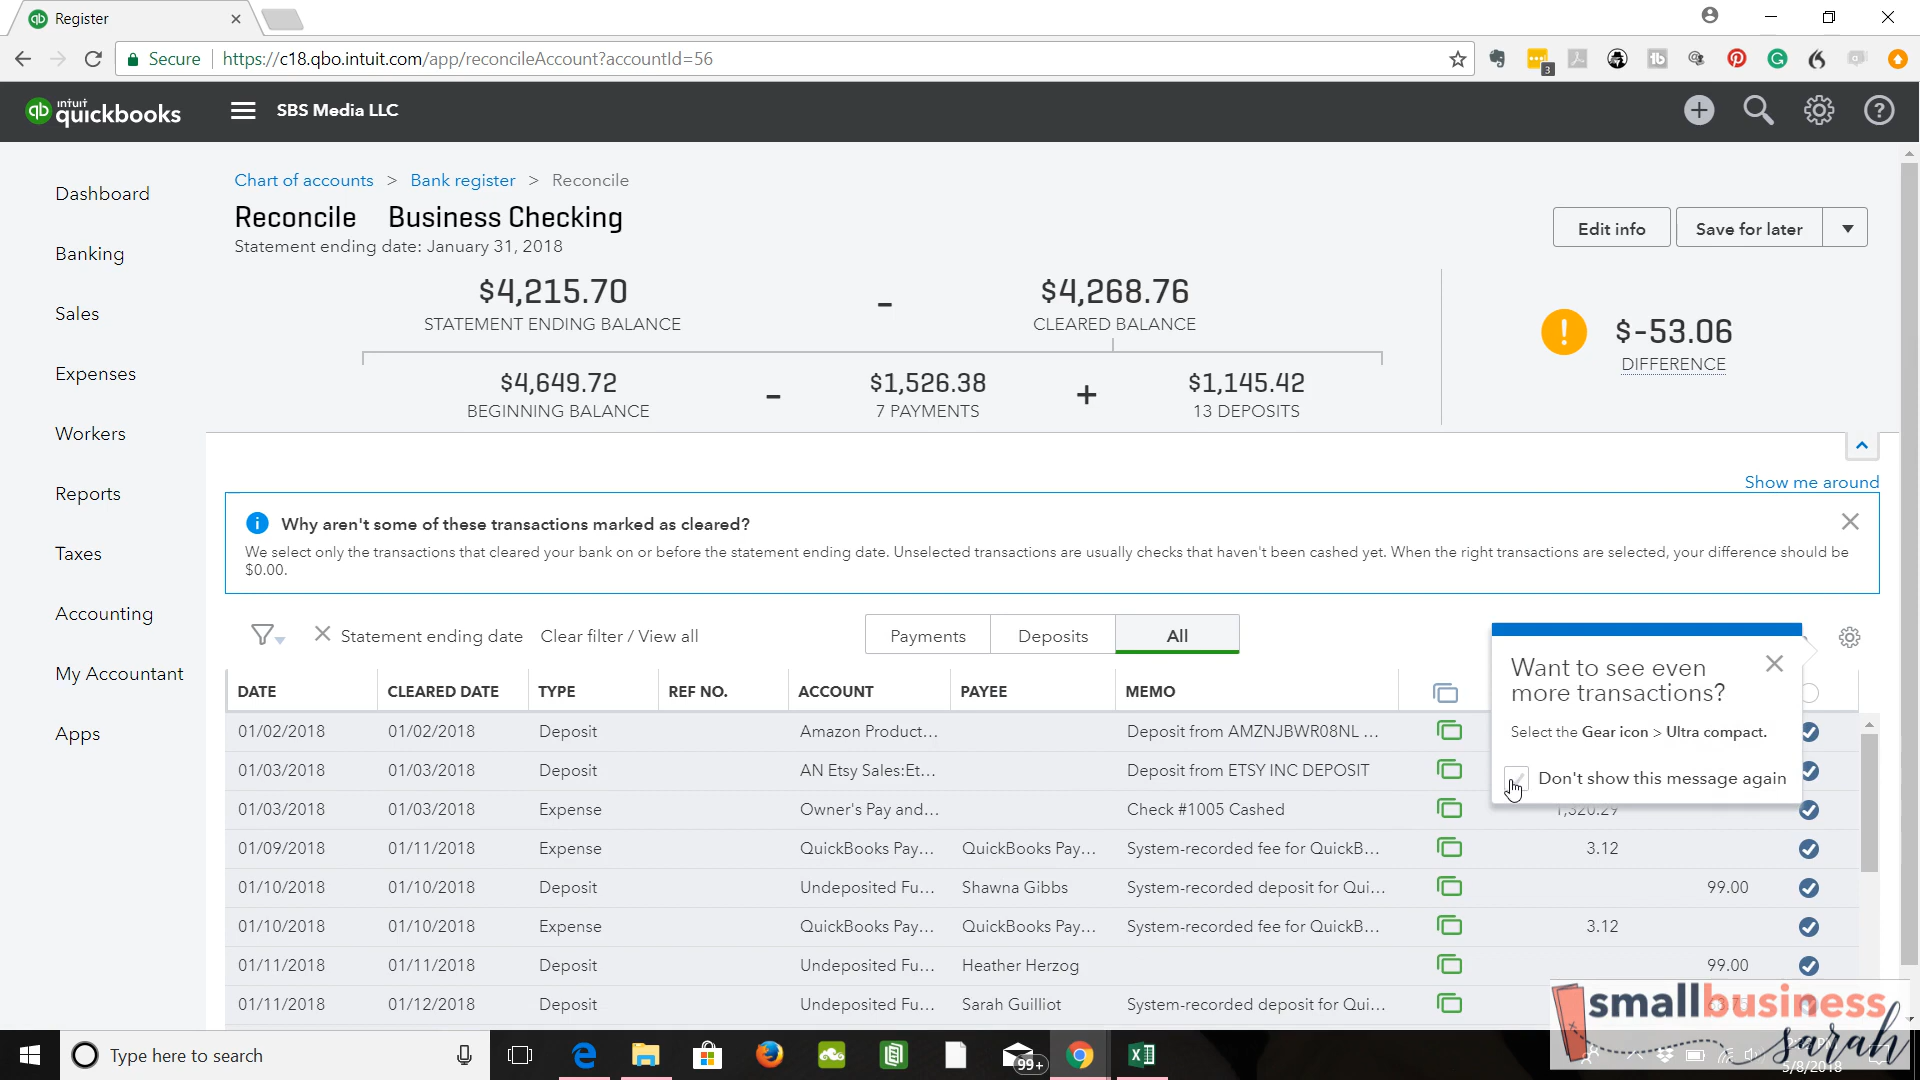 Register
Secure https://c18.qbo.intuit.com/app/reconcileAccount?accountId=56
3
intuit
qb quickbooks SBS Media LLC
Dashboard
Banking
Sales
Expenses
Workers
Reports
Taxes
Accounting
My Accountant
Apps
Chart of accounts > Bank register > Reconcile
Reconcile Business Checking
Statement ending date: January 31, 2018
Edit info Save for later
$4,215.70 - $4,268.76
STATEMENT ENDING BALANCE CLEARED BALANCE
$-53.06
DIFFERENCE
$4,649.72 - $1,526.38 + $1,145.42
BEGINNING BALANCE 7 PAYMENTS 13 DEPOSITS
Show me around
Why aren't some of these transactions marked as cleared?
We select only the transactions that cleared your bank on or before the statement ending date. Unselected transactions are usually checks that haven't been cashed yet. When the right transactions are selected, your difference should be
$0.00.
Statement ending date Clear filter / View all Payments Deposits All
Want to see even
more transactions?
Select the Gear icon > Ultra compact.
Don't show this message again
DATE CLEARED DATE TYPE REF NO. ACCOUNT PAYEE MEMO
01/02/2018 01/02/2018 Deposit Amazon Product... Deposit from AMZNJBWR08NL ...
01/03/2018 01/03/2018 Deposit AN Etsy Sales:Et... Deposit from ETSY INC DEPOSIT
01/03/2018 01/03/2018 Expense Owner's Pay and... Check #1005 Cashed 1,320.29
01/09/2018 01/11/2018 Expense QuickBooks Pay... QuickBooks Pay... System-recorded fee for QuickB... 3.12
01/10/2018 01/10/2018 Deposit Undeposited Fu... Shawna Gibbs System-recorded deposit for Qui... 99.00
01/10/2018 01/10/2018 Expense QuickBooks Pay... QuickBooks Pay... System-recorded fee for QuickB... 3.12
01/11/2018 01/11/2018 Deposit Undeposited Fu... Heather Herzog 99.00
01/11/2018 01/12/2018 Deposit Undeposited Fu... Sarah Guilliot System-recorded deposit for Qui...
smallbusiness
sarah
Type here to search
99+
5/8/2018